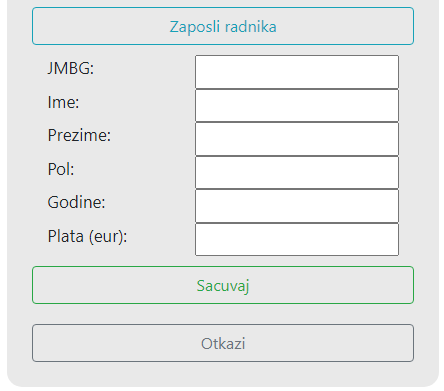 Zaposli radnika
JMBG:
Ime:
Prezime:
Pol:
Godine:
Plata (eur):
Sacuvaj
Otkazi